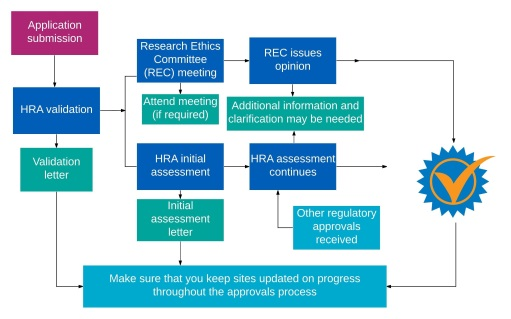 Application
submission
Research Ethics
Committee
(REC) meeting
REC issues
opinion
HRA validation
Attend meeting
(if required)
Additional information and
clarification may be needed
Validation
letter
HRA initial
assessment
HRA assessment
continues
Initial
assessment
letter
Other regulatory
approvals
received
Make sure that you keep sites updated on progress
throughout the approvals process